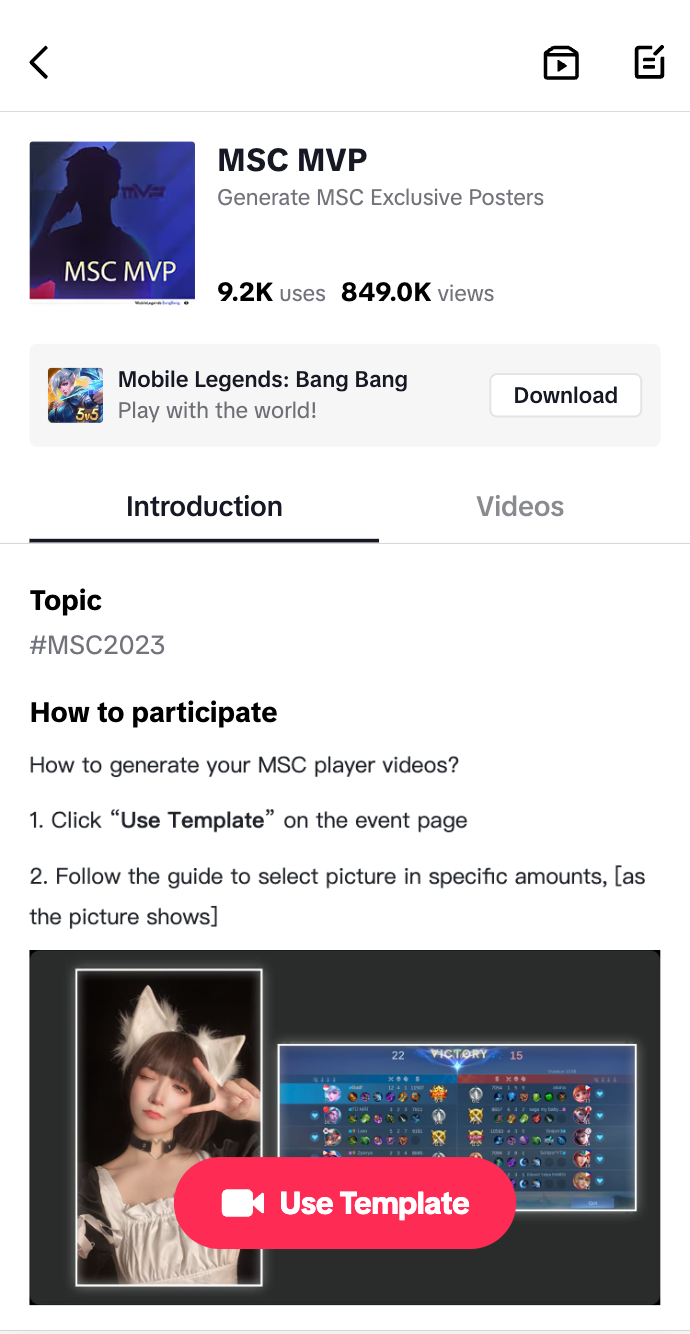 MSC MVP
Generate MSC Exclusive Posters
MSC MVP
9.2K uses 849.0K views
Mobile Legends: Bang Bang
Play with the world!
5v5
Download
Introduction Videos
Topic
#MSC2023
How to participate
How to generate your MSC player videos?
1. Click “Use Template” on the event page
2. Follow the guide to select picture in specific amounts, [as
the picture shows]
22 VICTORY 15
Use Template